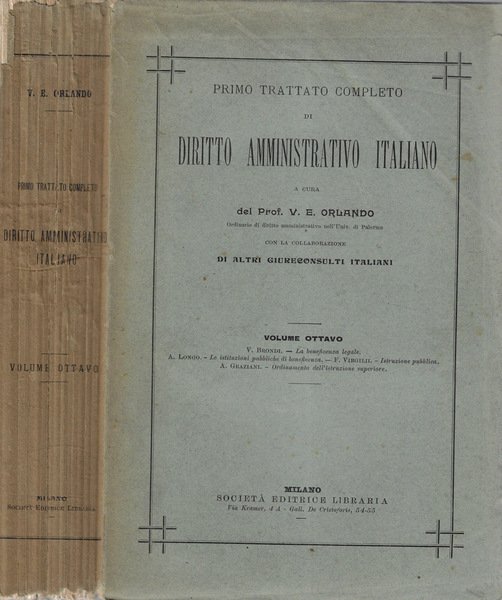 V. E. ORLANDO
PRIMO TRATTATO COMPLETO
DI
DIRITTO AMMINISTRATIVO
ITALIANO
VOLUME OTTAVO
MILANO
SOCIETÀ EDITRICE LIBRARIA
PRIMO TRATTATO COMPLETO
DI
DIRITTO AMMINISTRATIVO ITALIANO
A CURA
del Prof. V. E. ORLANDO
Ordinario di diritto amministrativo nell'Univ. di Palermo
CON LA COLLABORAZIONE
DI ALTRI GIURECONSULTI ITALIANI
VOLUME OTTAVO
V. BRONDI. — La beneficenza legale.
A. LONGO. - Le istituzioni pubbliche di beneficenza. — F. VIRGILII. - Istruzione pubblica.
A. GRAZIANI. - Ordinamento dell'istruzione superiore.
MILANO
SOCIETÀ EDITRICE LIBRARIA
Via Kramer, 4 A - Gall. De Cristoforis, 54-55